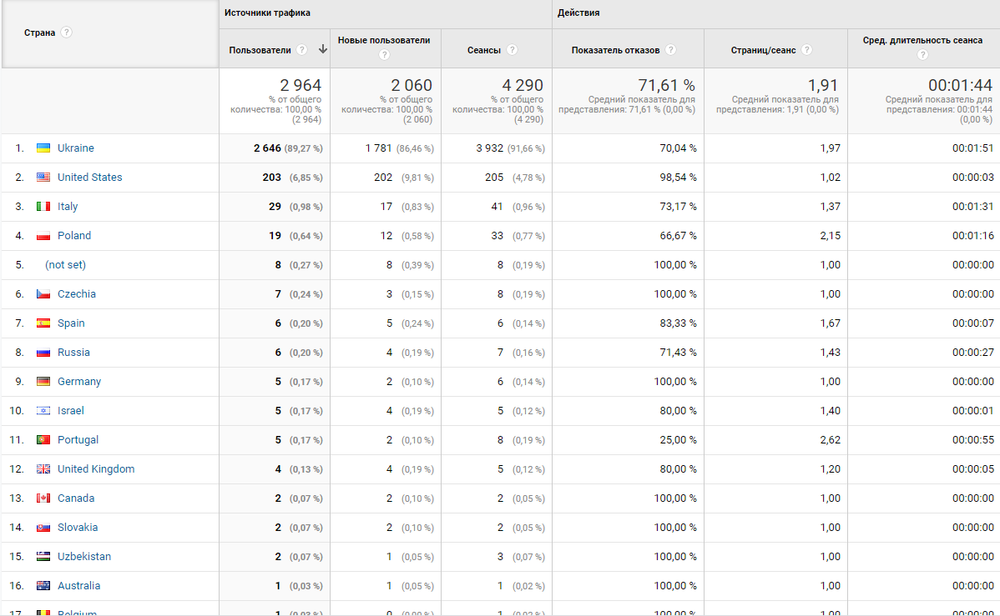 Страна ?
Источники трафика
Действия
Пользователи ?
Новые пользователи
?
Сеансы ?
Показатель отказов ?
Страниц/сеанс ?
Сред. длительность сеанса
?
2 964
% от общего
количества: 100,00 %
(2 964)
2 060
% от общего
количества: 100,00 %
(2 060)
4 290
% от общего
количества: 100,00 %
(4 290)
71,61 %
Средний показатель для
представления: 71,61 % (0,00 %)
1,91
Средний показатель для
представления: 1,91 (0,00 %)
00:01:44
Средний показатель для
представления: 00:01:44
(0,00 %)
1. Ukraine 2 646 (89,27 %) 1 781 (86,46 %) 3 932 (91,66 %) 70,04 % 1,97 00:01:51
2. United States 203 (6,85 %) 202 (9,81 %) 205 (4,78 %) 98,54 % 1,02 00:00:03
3. Italy 29 (0,98 %) 17 (0,83 %) 41 (0,96 %) 73,17 % 1,37 00:01:31
4. Poland 19 (0,64 %) 12 (0,58 %) 33 (0,77 %) 66,67 % 2,15 00:01:16
5. (not set) 8 (0,27 %) 8 (0,39 %) 8 (0,19 %) 100,00 % 1,00 00:00:00
6. Czechia 7 (0,24 %) 3 (0,15 %) 8 (0,19 %) 100,00 % 1,00 00:00:00
7. Spain 6 (0,20 %) 5 (0,24 %) 6 (0,14 %) 83,33 % 1,67 00:00:07
8. Russia 6 (0,20 %) 4 (0,19 %) 7 (0,16 %) 71,43 % 1,43 00:00:27
9. Germany 5 (0,17 %) 2 (0,10 %) 6 (0,14 %) 100,00 % 1,00 00:00:00
10. Israel 5 (0,17 %) 4 (0,19 %) 5 (0,12 %) 80,00 % 1,40 00:00:01
11. Portugal 5 (0,17 %) 2 (0,10 %) 8 (0,19 %) 25,00 % 2,62 00:00:55
12. United Kingdom 4 (0,13 %) 4 (0,19 %) 5 (0,12 %) 80,00 % 1,20 00:00:05
13. Canada 2 (0,07 %) 2 (0,10 %) 2 (0,05 %) 100,00 % 1,00 00:00:00
14. Slovakia 2 (0,07 %) 2 (0,10 %) 2 (0,05 %) 100,00 % 1,00 00:00:00
15. Uzbekistan 2 (0,07 %) 1 (0,05 %) 3 (0,07 %) 100,00 % 1,00 00:00:00
16. Australia 1 (0,03 %) 1 (0,05 %) 1 (0,02 %) 100,00 % 1,00 00:00:00
17. Belgium 1 (0,03 %) 0 (0,00 %) 1 (0,02 %) 100,00 % 1,00 00:00:00